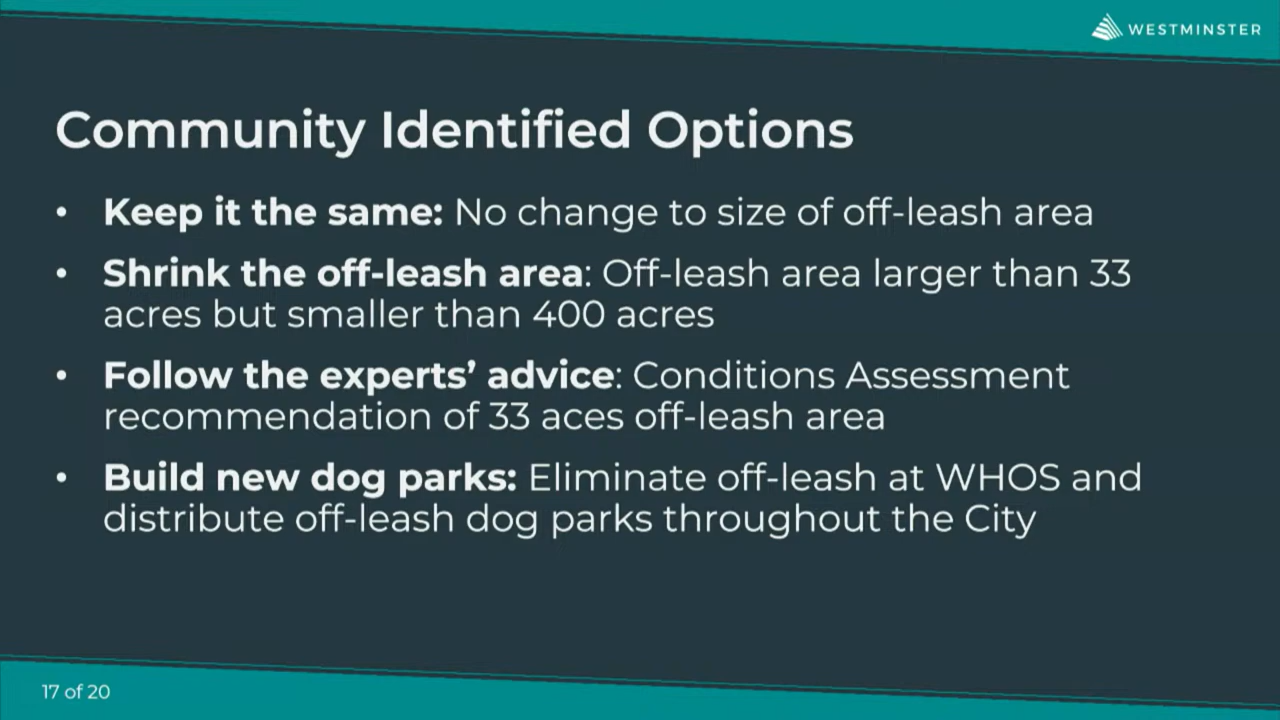 WESTMINSTER
Community Identified Options
• Keep it the same: No change to size of off-leash area
• Shrink the off-leash area: Off-leash area larger than 33
acres but smaller than 400 acres
• Follow the experts’ advice: Conditions Assessment
recommendation of 33 aces off-leash area
• Build new dog parks: Eliminate off-leash at WHOS and
distribute off-leash dog parks throughout the City
17 of 20